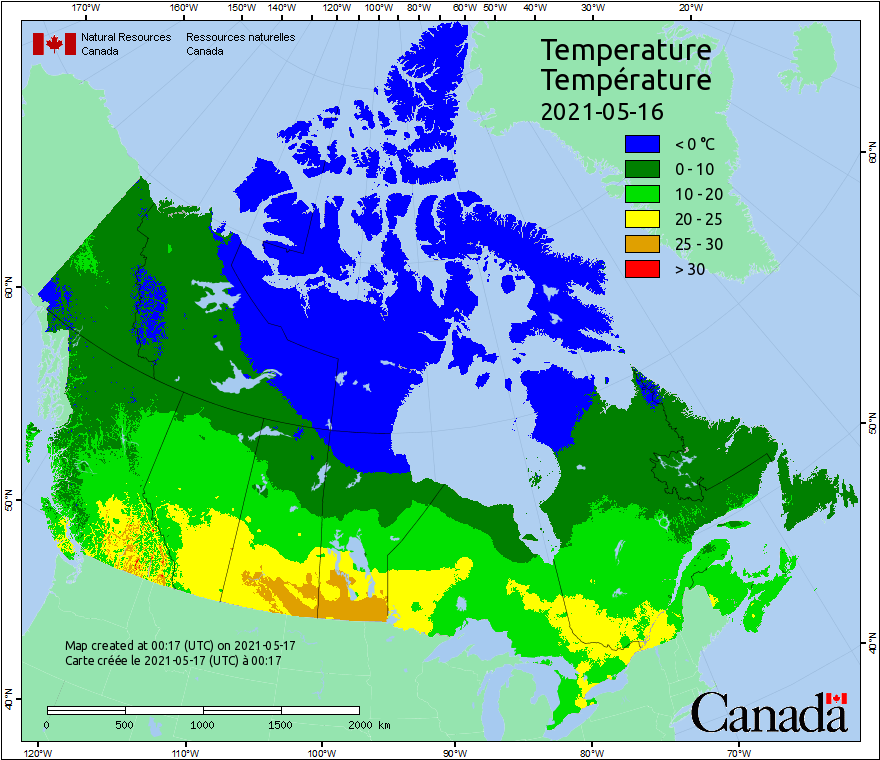 170°W 160°W 150°W 140°W 130°W 120°W 110°W 100°W 90°W 80°W 70°W 60°W 50°W 40°W 30°W 20°W
Natural Resources Ressources naturelles
Canada Canada
Temperature
Température
2021-05-16
< 0 °C
0 - 10
10 - 20
20 - 25
25 - 30
> 30
60°N
50°N
40°N
60°N
50°N
40°N
Map created at 00:17 (UTC) on 2021-05-17
Carte créée le 2021-05-17 (UTC) à 00:17
0 500 1000 1500 2000 km
Canada
120°W 110°W 100°W 90°W 80°W 70°W